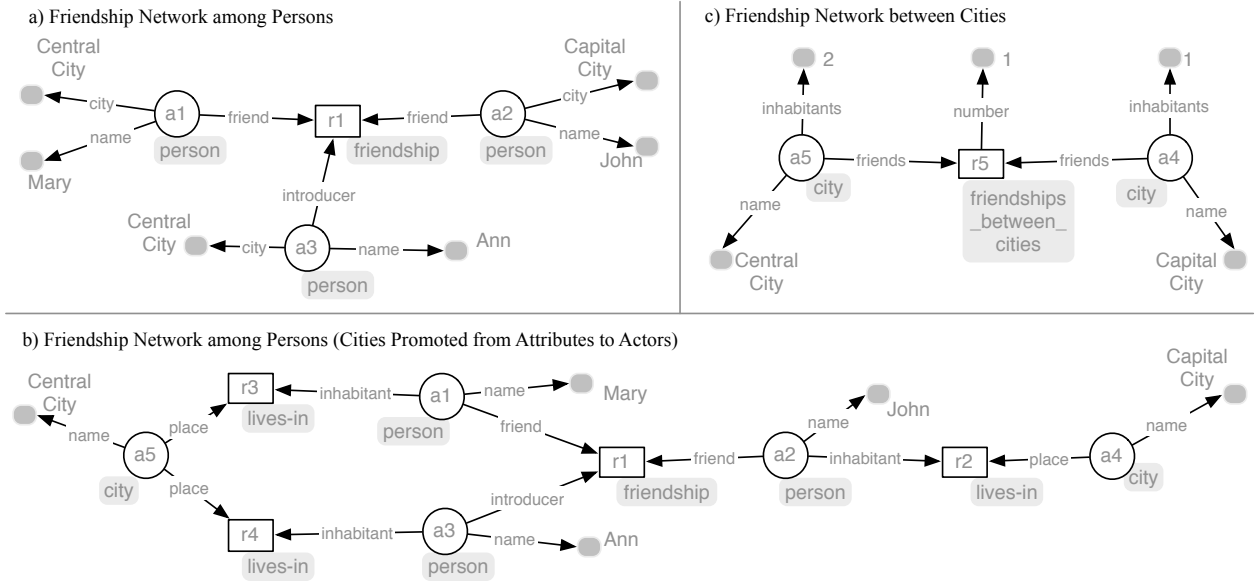 a) Friendship Network among Persons
Central
City
Capital
City
city
a1
friend
r1
friend
a2
city
name
person
friendship
person
name
Mary
John
introducer
Central
City
city
a3
name
Ann
person
c) Friendship Network between Cities
2
1
1
inhabitants
number
inhabitants
a5
friends
r5
friends
a4
city
friendships
_between_
cities
city
name
name
Central
City
Capital
City
b) Friendship Network among Persons (Cities Promoted from Attributes to Actors)
Central
City
Capital
City
r3
inhabitant
a1
name
Mary
John
name
place
lives-in
person
friend
name
name
a5
r1
friend
a2
inhabitant
r2
place
a4
city
place
introducer
friendship
person
lives-in
city
r4
inhabitant
a3
name
Ann
lives-in
person